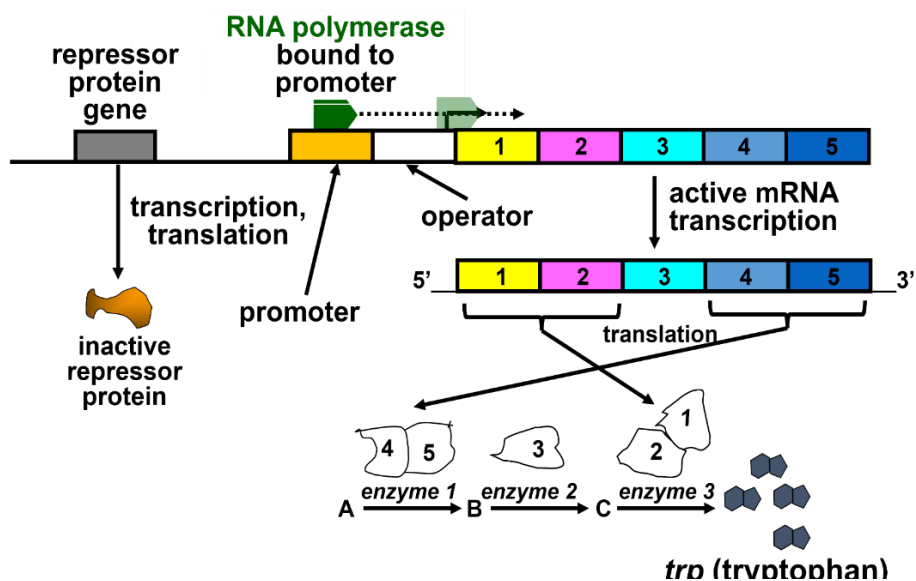 RNA polymerase
bound to
promoter
repressor
protein
gene
1 2 3 4 5
transcription,
translation
operator
active mRNA
transcription
promoter
5’ 1 2 3 4 5 3’
inactive
repressor
protein
translation
4 5 3 2 1
A enzyme 1 B enzyme 2 C enzyme 3
trp (tryptophan)